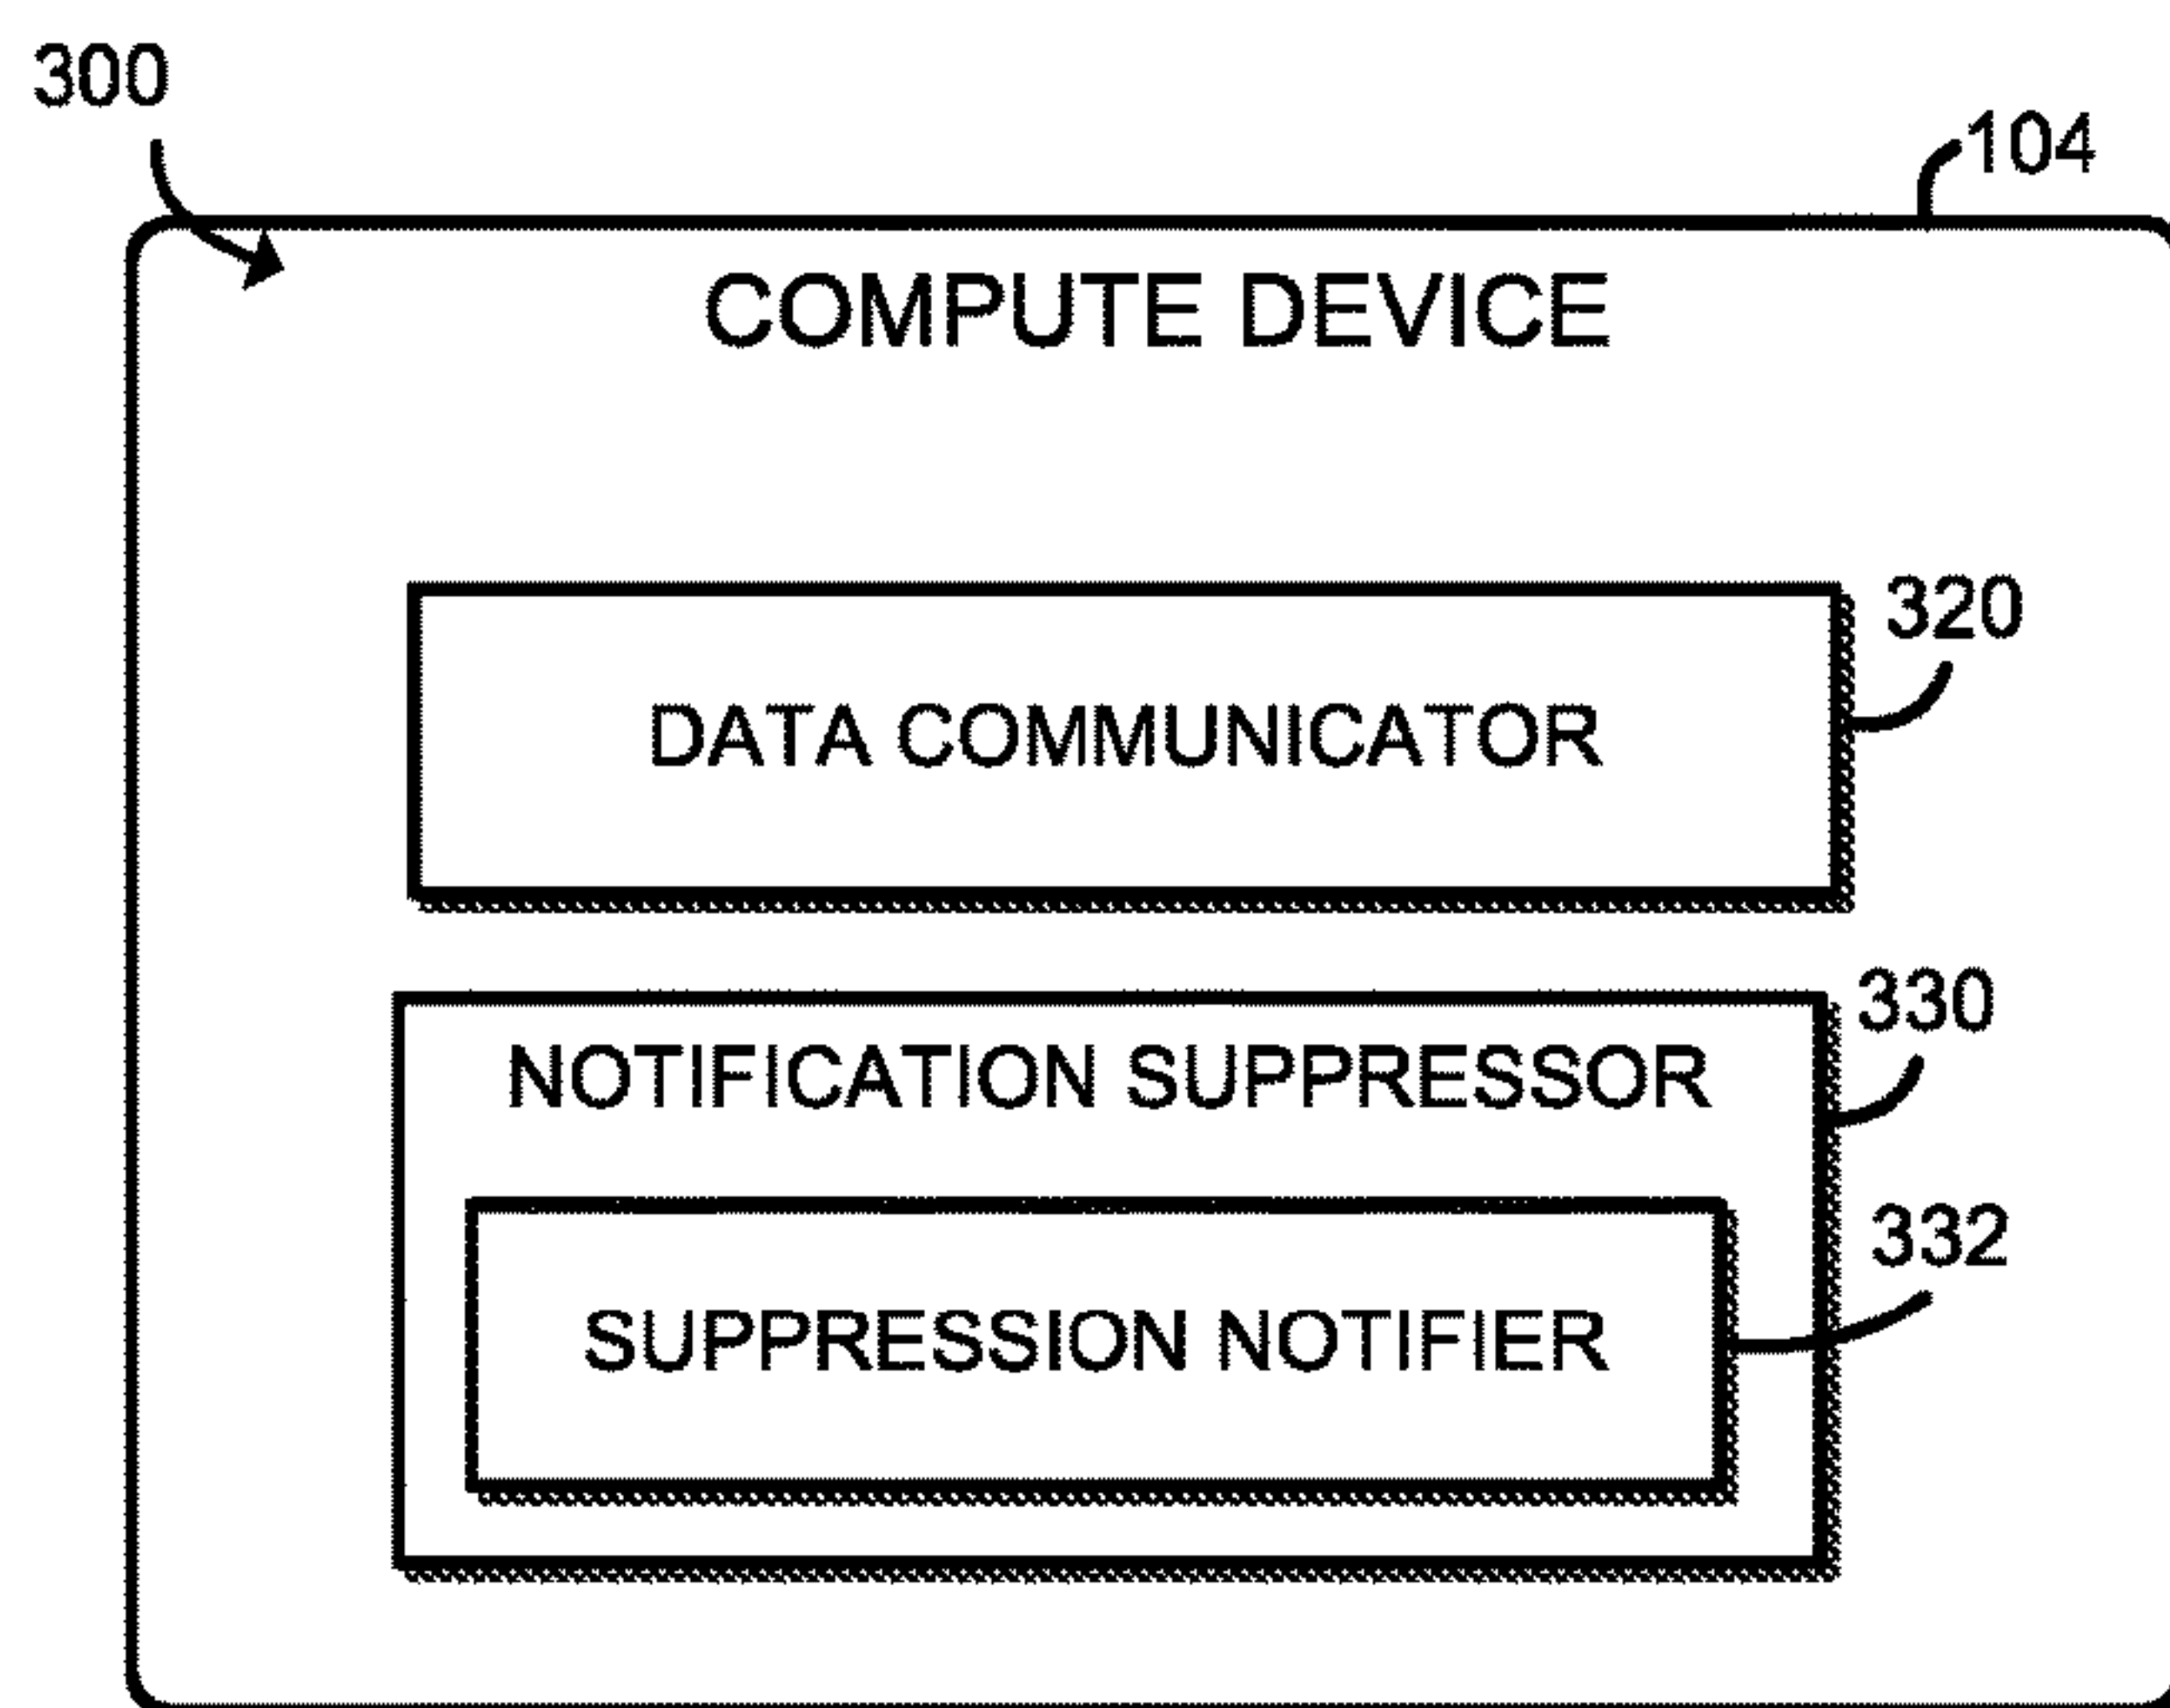 300
104
COMPUTE DEVICE
320
DATA COMMUNICATOR
330
NOTIFICATION SUPPRESSOR
332
SUPPRESSION NOTIFIER